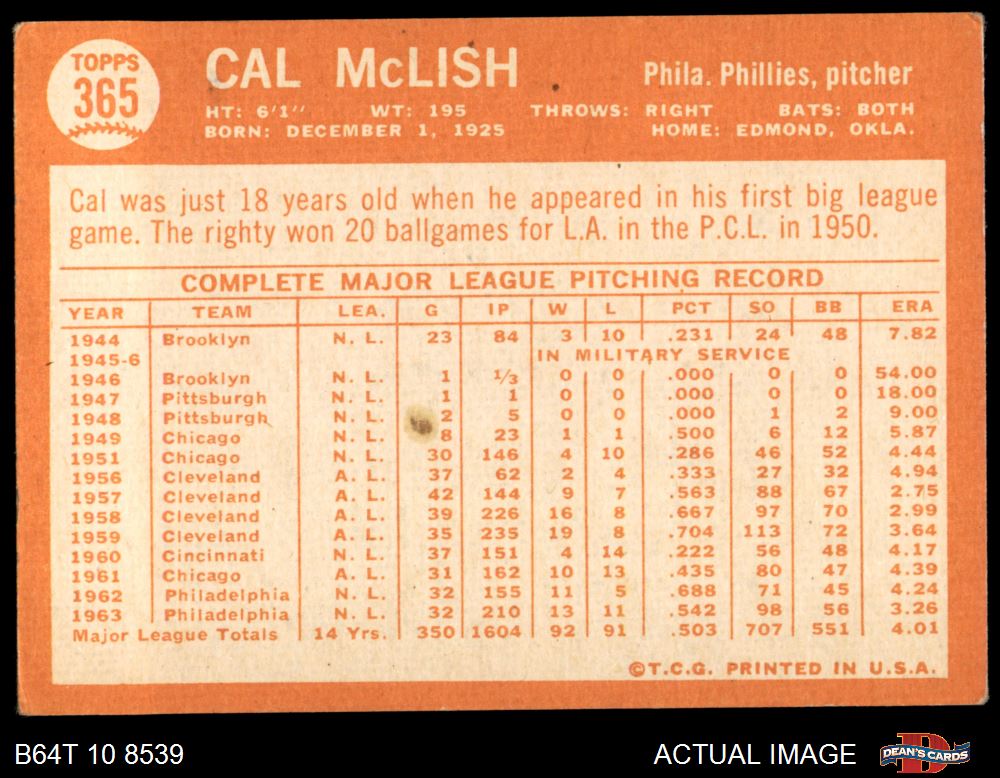 TOPPS
365
CAL McLISH
Phila. Phillies, pitcher
HT: 6'1" WT: 195 THROWS: RIGHT BATS: BOTH
BORN: DECEMBER 1, 1925 HOME: EDMOND, OKLA.
Cal was just 18 years old when he appeared in his first big league
game. The righty won 20 ballgames for L.A. in the P.C.L. in 1950.
COMPLETE MAJOR LEAGUE PITCHING RECORD
YEAR TEAM LEA. G IP W L PCT SO BB ERA
1944 Brooklyn N. L. 23 84 3 10 .231 24 48 7.82
1945-6 IN MILITARY SERVICE
1946 Brooklyn N. L. 1 1/3 0 0 .000 0 0 54.00
1947 Pittsburgh N. L. 1 1 0 0 .000 0 0 18.00
1948 Pittsburgh N. L. 2 5 0 0 .000 1 2 9.00
1949 Chicago N. L. 8 23 1 1 .500 6 12 5.87
1951 Chicago N. L. 30 146 4 10 .286 46 52 4.44
1956 Cleveland A. L. 37 62 2 4 .333 27 32 4.94
1957 Cleveland A. L. 42 144 9 7 .563 88 67 2.75
1958 Cleveland A. L. 39 226 16 8 .667 97 70 2.99
1959 Cleveland A. L. 35 235 19 8 .704 113 72 3.64
1960 Cincinnati N. L. 37 151 4 14 .222 56 48 4.17
1961 Chicago A. L. 31 162 10 13 .435 80 47 4.39
1962 Philadelphia N. L. 32 155 11 5 .688 71 45 4.24
1963 Philadelphia N. L. 32 210 13 11 .542 98 56 3.26
Major League Totals 14 Yrs. 350 1604 92 91 .503 707 551 4.01
©T.C.G. PRINTED IN U.S.A.
B64T 10 8539
ACTUAL IMAGE
DEAN'S CARDS